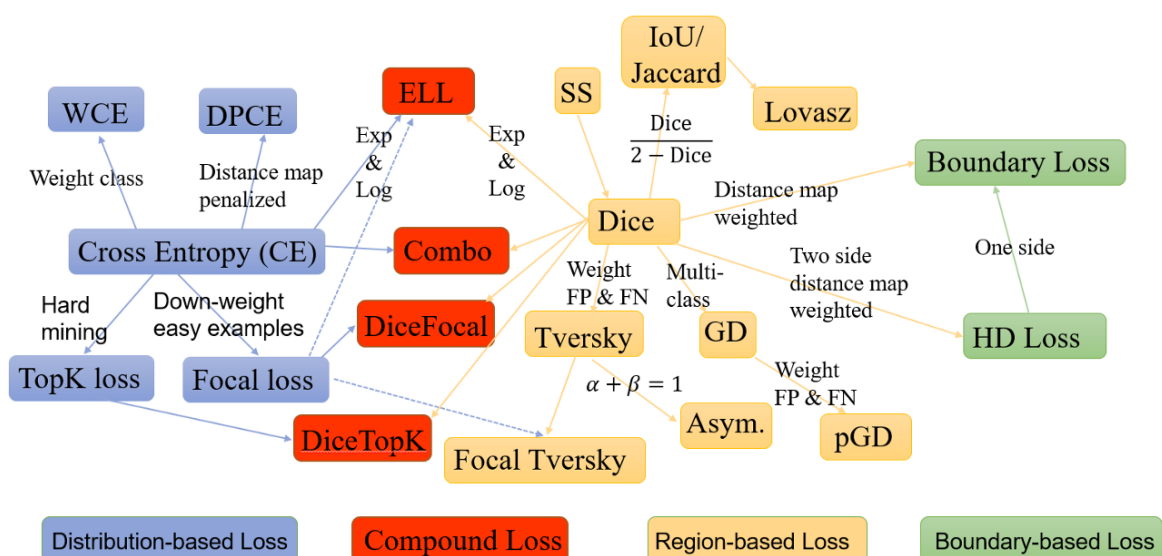 IoU/
Jaccard
ELL
SS
WCE
DPCE
Lovasz
Dice
2 − Dice
Exp
&
Log
Exp
&
Log
Boundary Loss
Weight class
Distance map
penalized
Distance map
weighted
Dice
Cross Entropy (CE)
Combo
One side
Two side
distance map
weighted
Weight
FP & FN
Multi-
class
Hard
mining
Down-weight
easy examples
DiceFocal
Tversky
GD
HD Loss
TopK loss
Focal loss
α + β = 1
Weight
FP & FN
DiceTopK
Focal Tversky
Asym.
pGD
Distribution-based Loss
Compound Loss
Region-based Loss
Boundary-based Loss